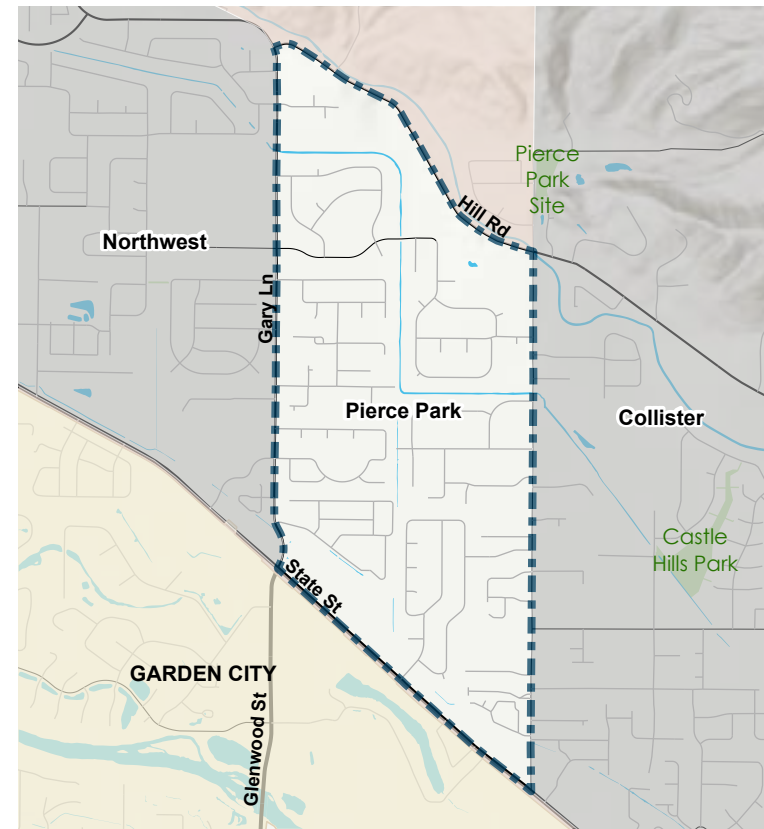 Pierce
Park
Site
Hill Rd
Northwest
Gary Ln
Pierce Park
Collister
Castle
Hills Park
State St
GARDEN CITY
Glenwood St